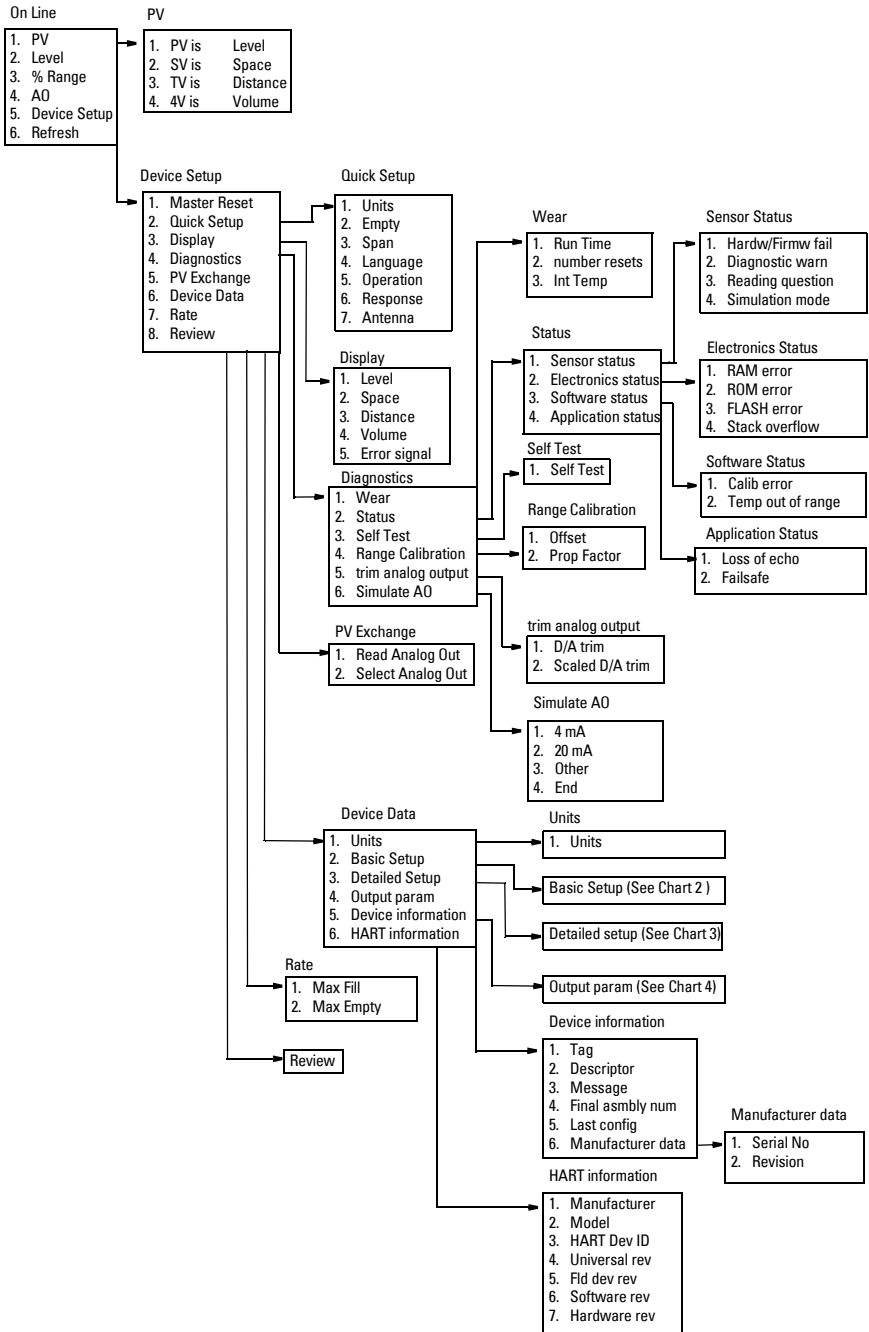 On Line
1. PV
2. Level
3. % Range
4. AO
5. Device Setup
6. Refresh
PV
1. PV is Level
2. SV is Space
3. TV is Distance
4. 4V is Volume
Device Setup
1. Master Reset
2. Quick Setup
3. Display
4. Diagnostics
5. PV Exchange
6. Device Data
7. Rate
8. Review
Quick Setup
1. Units
2. Empty
3. Span
4. Language
5. Operation
6. Response
7. Antenna
Display
1. Level
2. Space
3. Distance
4. Volume
5. Error signal
Diagnostics
1. Wear
2. Status
3. Self Test
4. Range Calibration
5. trim analog output
6. Simulate AO
PV Exchange
1. Read Analog Out
2. Select Analog Out
Wear
1. Run Time
2. number resets
3. Int Temp
Status
1. Sensor status
2. Electronics status
3. Software status
4. Application status
Self Test
1. Self Test
Range Calibration
1. Offset
2. Prop Factor
trim analog output
1. D/A trim
2. Scaled D/A trim
Simulate AO
1. 4 mA
2. 20 mA
3. Other
4. End
Sensor Status
1. Hardw/Firmw fail
2. Diagnostic warn
3. Reading question
4. Simulation mode
Electronics Status
1. RAM error
2. ROM error
3. FLASH error
4. Stack overflow
Software Status
1. Calib error
2. Temp out of range
Application Status
1. Loss of echo
2. Failsafe
Device Data
1. Units
2. Basic Setup
3. Detailed Setup
4. Output param
5. Device information
6. HART information
Rate
1. Max Fill
2. Max Empty
Review
Units
1. Units
Basic Setup (See Chart 2 )
Detailed setup (See Chart 3)
Output param (See Chart 4)
Device information
1. Tag
2. Descriptor
3. Message
4. Final asmbly num
5. Last config
6. Manufacturer data
Manufacturer data
1. Serial No
2. Revision
HART information
1. Manufacturer
2. Model
3. HART Dev ID
4. Universal rev
5. Fld dev rev
6. Software rev
7. Hardware rev